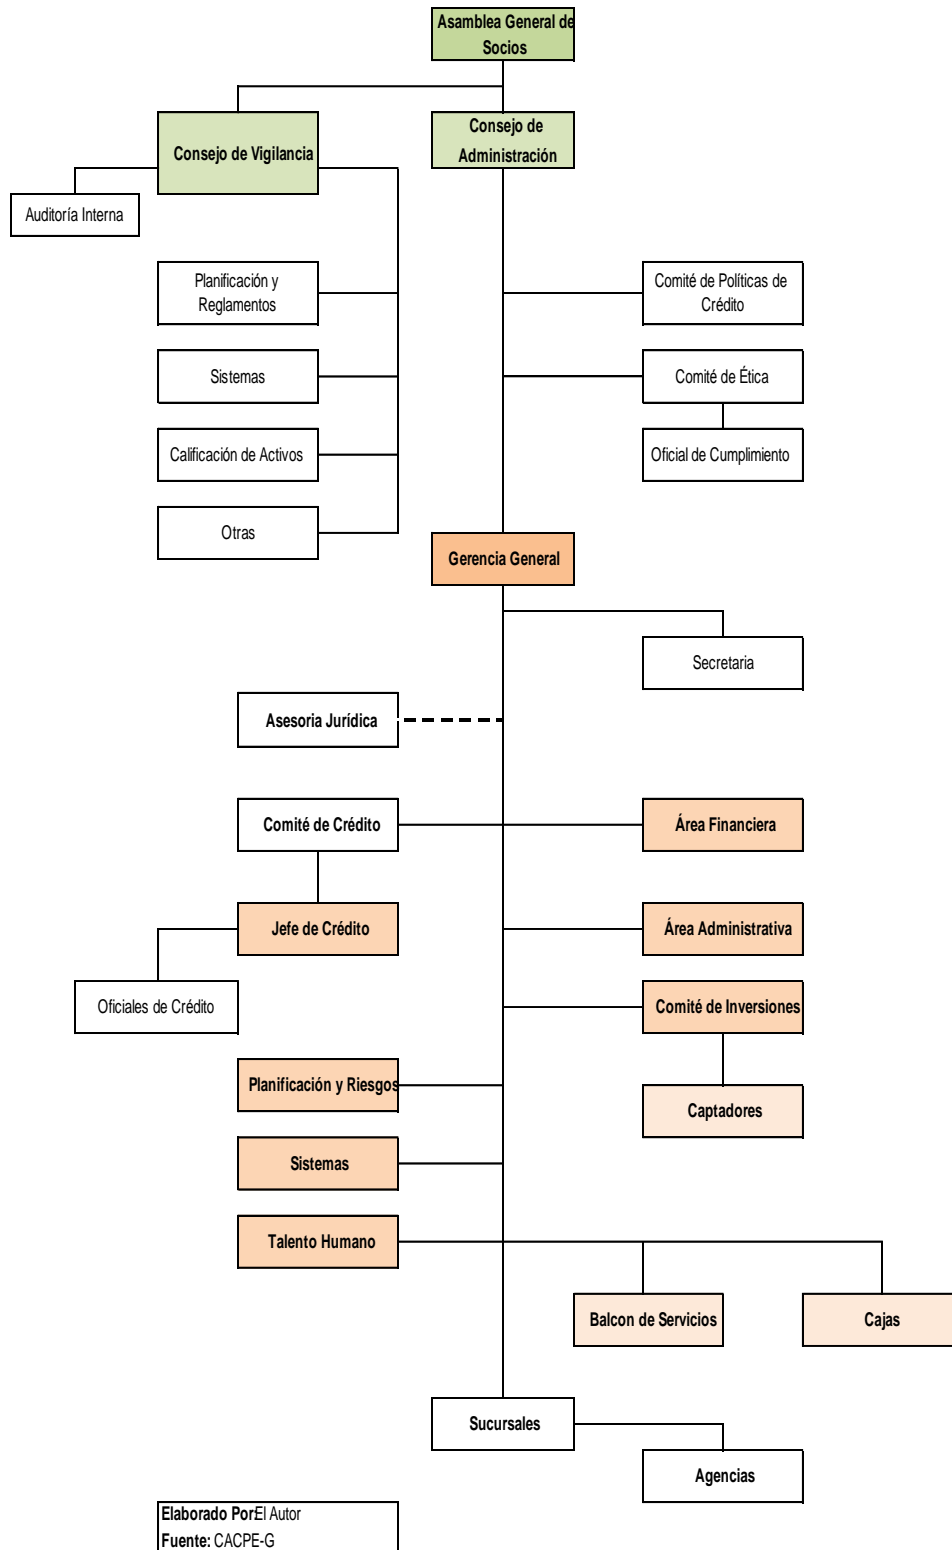 Asamblea General de
Socios
Consejo de Vigilancia
Consejo de
Administración
Auditoría Interna
Planificación y
Reglamentos
Comité de Políticas de
Crédito
Sistemas
Comité de Ética
Calificación de Activos
Oficial de Cumplimiento
Otras
Gerencia General
Secretaria
Asesoria Jurídica
Comité de Crédito
Área Financiera
Jefe de Crédito
Área Administrativa
Oficiales de Crédito
Comité de Inversiones
Planificación y Riesgos
Captadores
Sistemas
Talento Humano
Balcon de Servicios
Cajas
Sucursales
Agencias
Elaborado Por:El Autor
Fuente: CACPE-G